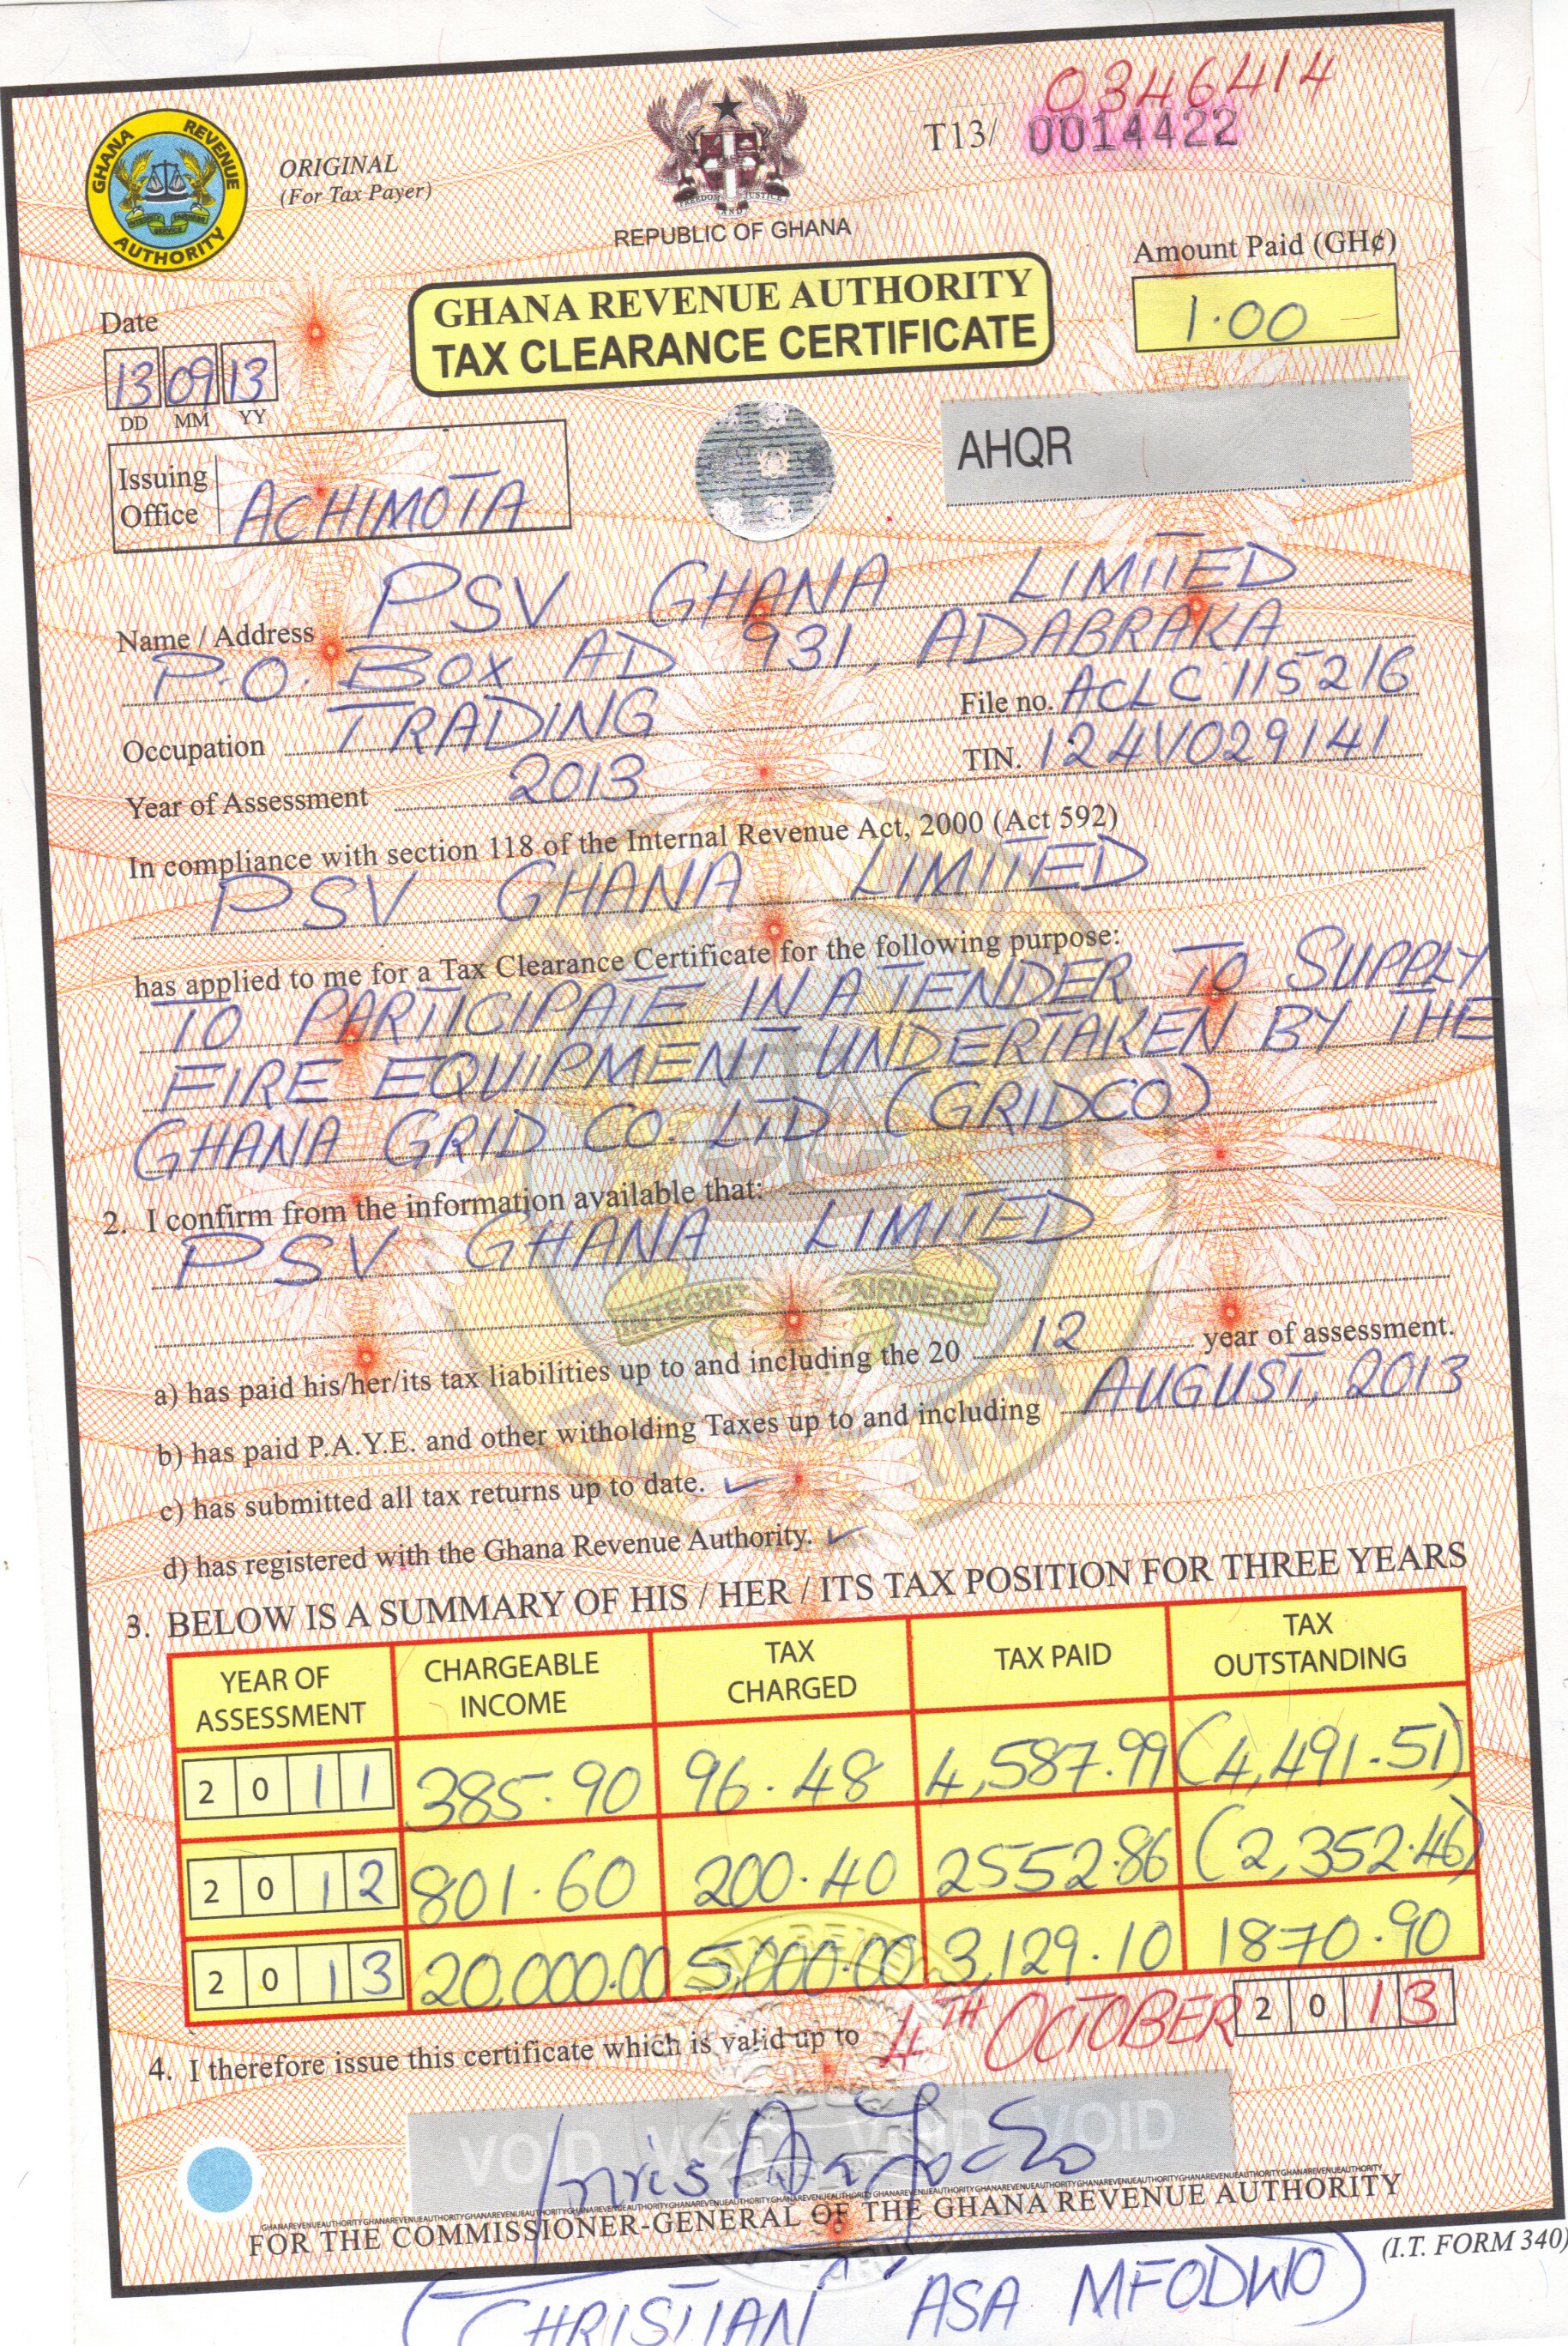 0346414
T13/ 0014422
GHANA REVENUE AUTHORITY
INTEGRITY FAIRNESS
SERVICE
ORIGINAL
(For Tax Payer)
FREEDOM AND JUSTICE
REPUBLIC OF GHANA
Amount Paid (GH¢)
1.00
GHANA REVENUE AUTHORITY
TAX CLEARANCE CERTIFICATE
Date
13 09 13
DD MM YY
AHQR
Issuing Office ACHIMOTA
Name / Address PSV GHANA LIMITED
P.O. BOX AD 931, ADABRAKA
Occupation TRADING File no. ACLC 115216
Year of Assessment 2013 TIN. 124V029141
In compliance with section 118 of the Internal Revenue Act, 2000 (Act 592)
PSV GHANA LIMITED
has applied to me for a Tax Clearance Certificate for the following purpose:
TO PARTICIPATE IN A TENDER TO SUPPLY
FIRE EQUIPMENT UNDERTAKEN BY THE
GHANA GRID CO. LTD (GRIDCO)
2. I confirm from the information available that:
PSV GHANA LIMITED
a) has paid his/her/its tax liabilities up to and including the 20 12 year of assessment.
b) has paid P.A.Y.E. and other witholding Taxes up to and including AUGUST, 2013
c) has submitted all tax returns up to date. ✓
d) has registered with the Ghana Revenue Authority. ✓
3. BELOW IS A SUMMARY OF HIS / HER / ITS TAX POSITION FOR THREE YEARS
YEAR OF ASSESSMENT CHARGEABLE INCOME TAX CHARGED TAX PAID TAX OUTSTANDING
2011 385.90 96.48 4,587.99 (4,491.51)
2012 801.60 200.40 2552.86 (2,352.46)
2013 20,000.00 5,000.00 3,129.10 1870.90
4. I therefore issue this certificate which is valid up to 4TH OCTOBER 2013
VOID VOID VOID VOID
FOR THE COMMISSIONER-GENERAL OF THE GHANA REVENUE AUTHORITY
(I.T. FORM 340)
(CHRISTIAN ASA MFODWO)